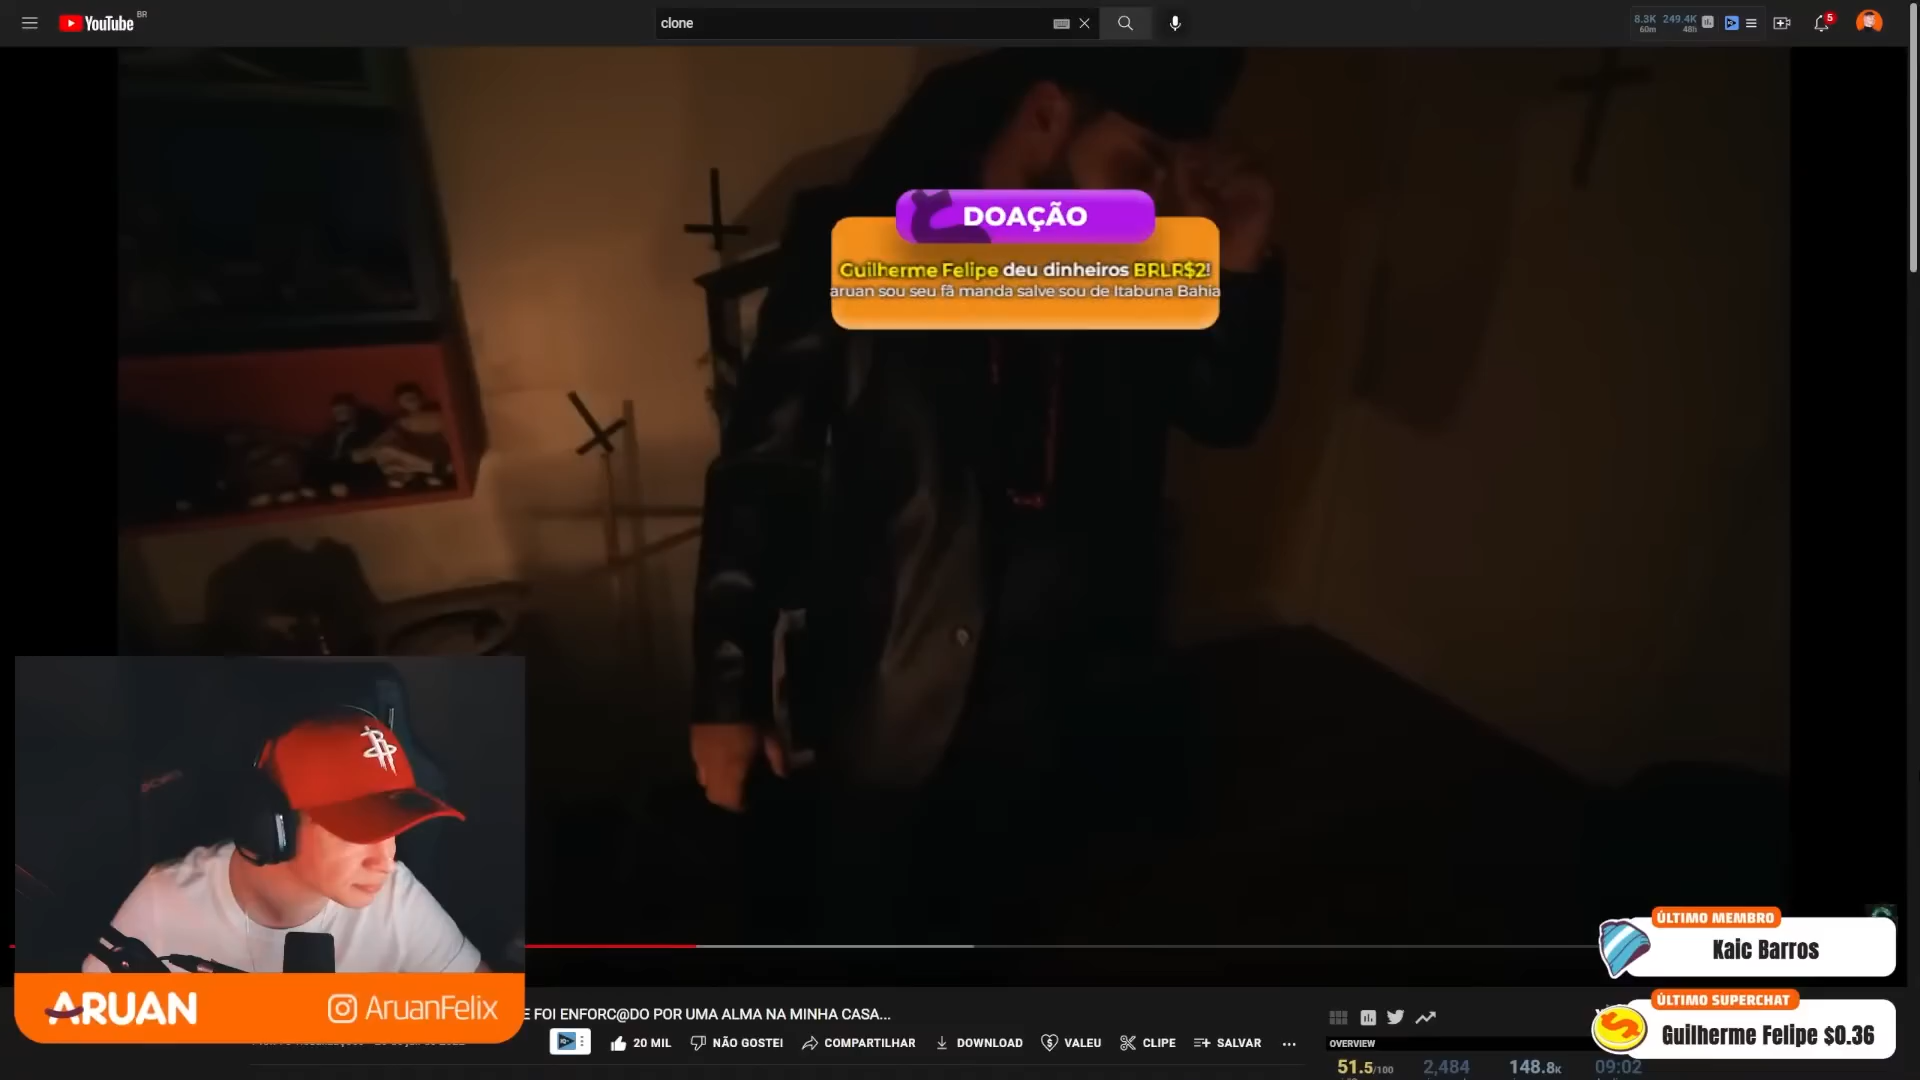 YouTube BR
clone
8.3K 249.4K
60m 48h
5
DOAÇÃO
Guilherme Felipe deu dinheiros BRLR$2!
aruan sou seu fã manda salve sou de Itabuna Bahia
ARUAN
AruanFelix
E FOI ENFORC@DO POR UMA ALMA NA MINHA CASA...
20 MIL
NÃO GOSTEI
COMPARTILHAR
DOWNLOAD
VALEU
CLIPE
SALVAR
OVERVIEW
51.5/100 2,484 148.8K 09:02
ÚLTIMO MEMBRO
Kaic Barros
ÚLTIMO SUPERCHAT
Guilherme Felipe $0.36